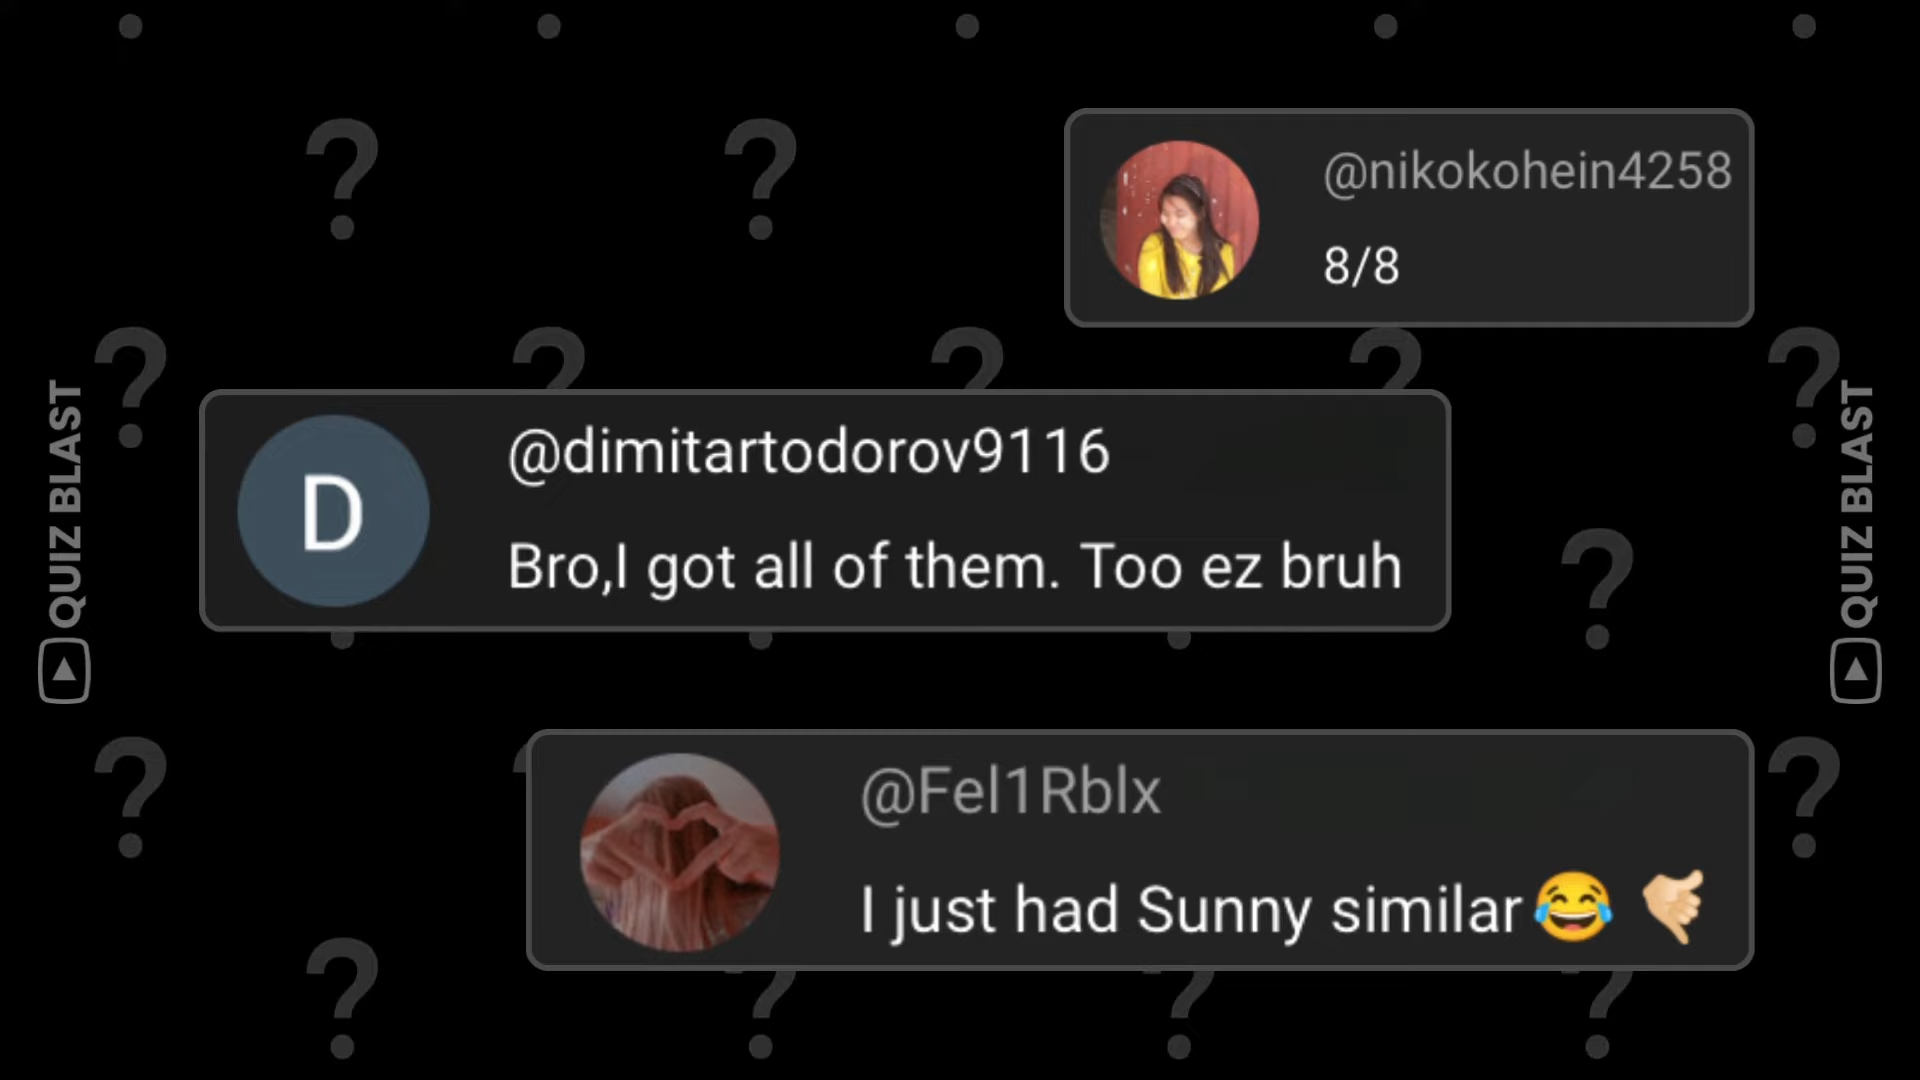 @nikokohein4258
8/8
QUIZ BLAST
@dimitartodorov9116
D
Bro,I got all of them. Too ez bruh
QUIZ BLAST
@Fel1Rblx
I just had Sunny similar😂 🤙🏼